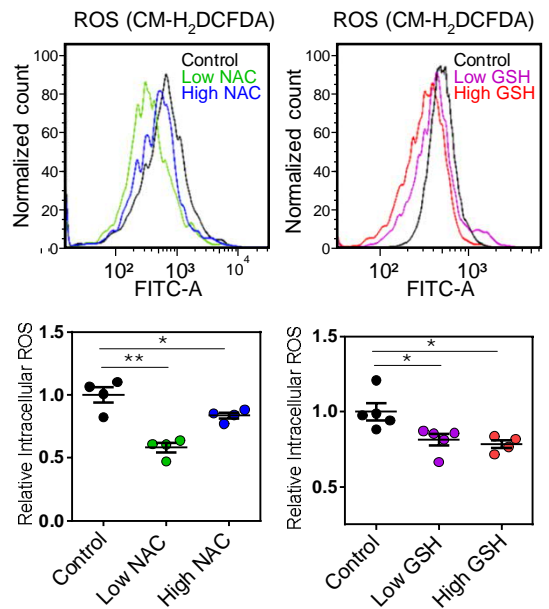 ROS (CM-H₂DCFDA)
Normalized count
100
80
60
40
20
0
Control
Low NAC
High NAC
10²
10³
10⁴
FITC-A
ROS (CM-H₂DCFDA)
Normalized count
100
80
60
40
20
0
Control
Low GSH
High GSH
10²
10³
FITC-A
Relative Intracellular ROS
1.5
1.0
0.5
0.0
*
**
Control
Low NAC
High NAC
Relative Intracellular ROS
1.5
1.0
0.5
*
*
Control
Low GSH
High GSH